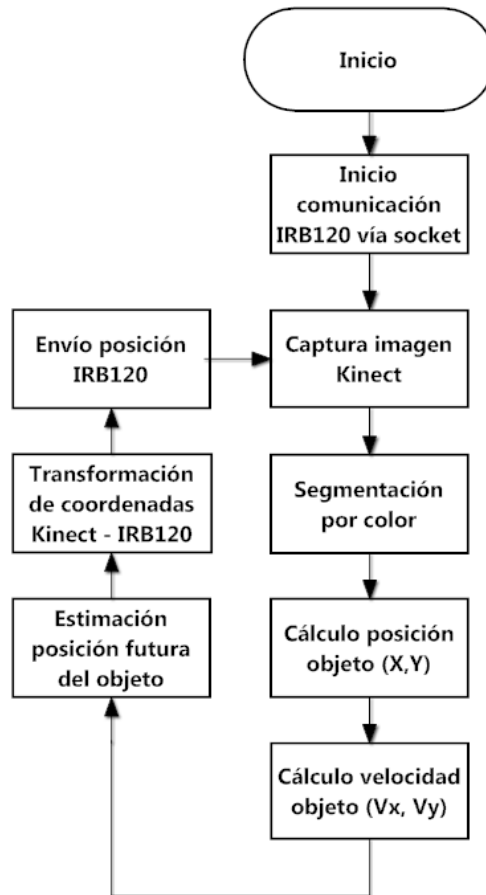 Inicio
Inicio
comunicación
IRB120 vía socket
Captura imagen
Kinect
Segmentación
por color
Cálculo posición
objeto (X,Y)
Cálculo velocidad
objeto (Vx, Vy)
Estimación
posición futura
del objeto
Transformación
de coordenadas
Kinect - IRB120
Envío posición
IRB120